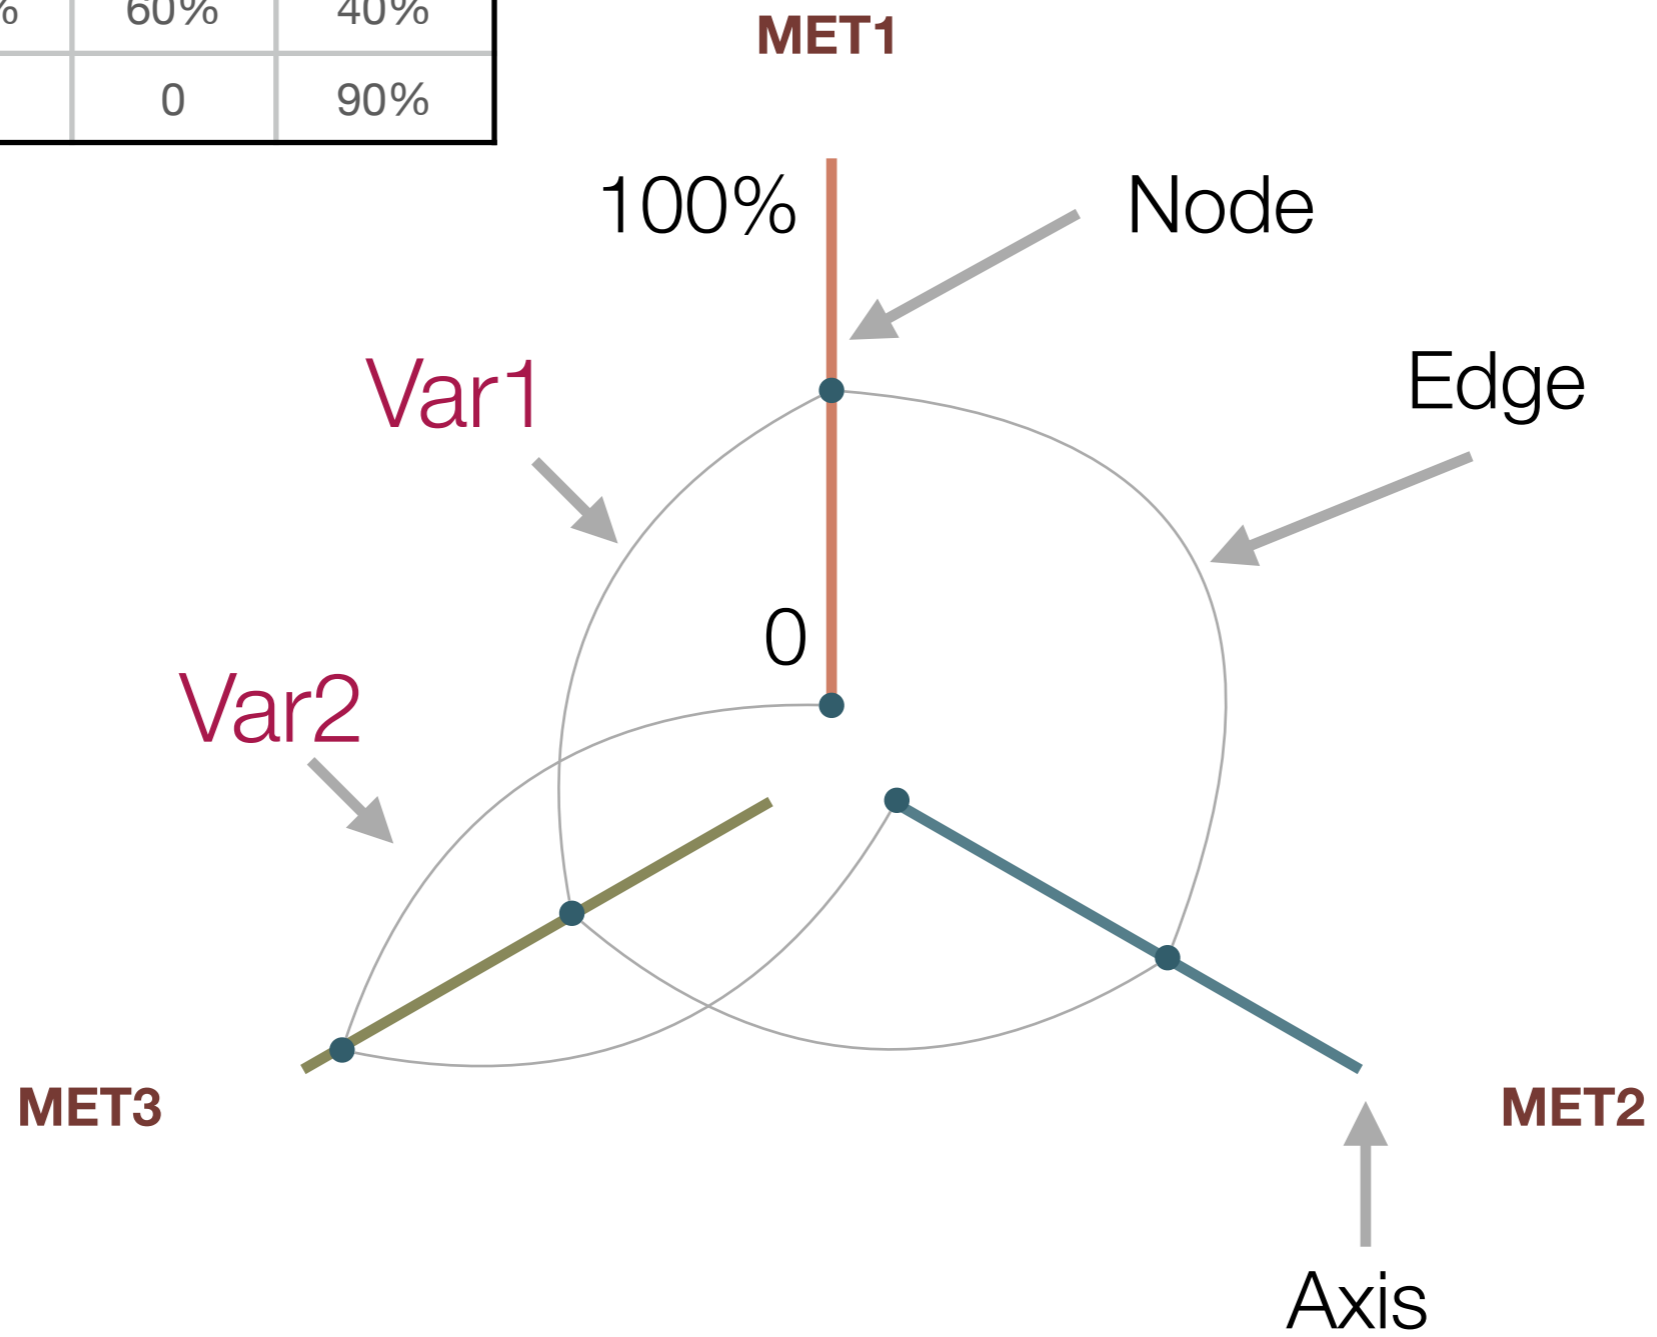 % 60% 40%
0 90%
MET1
100%
Node
Var1
Edge
0
Var2
MET3
MET2
Axis